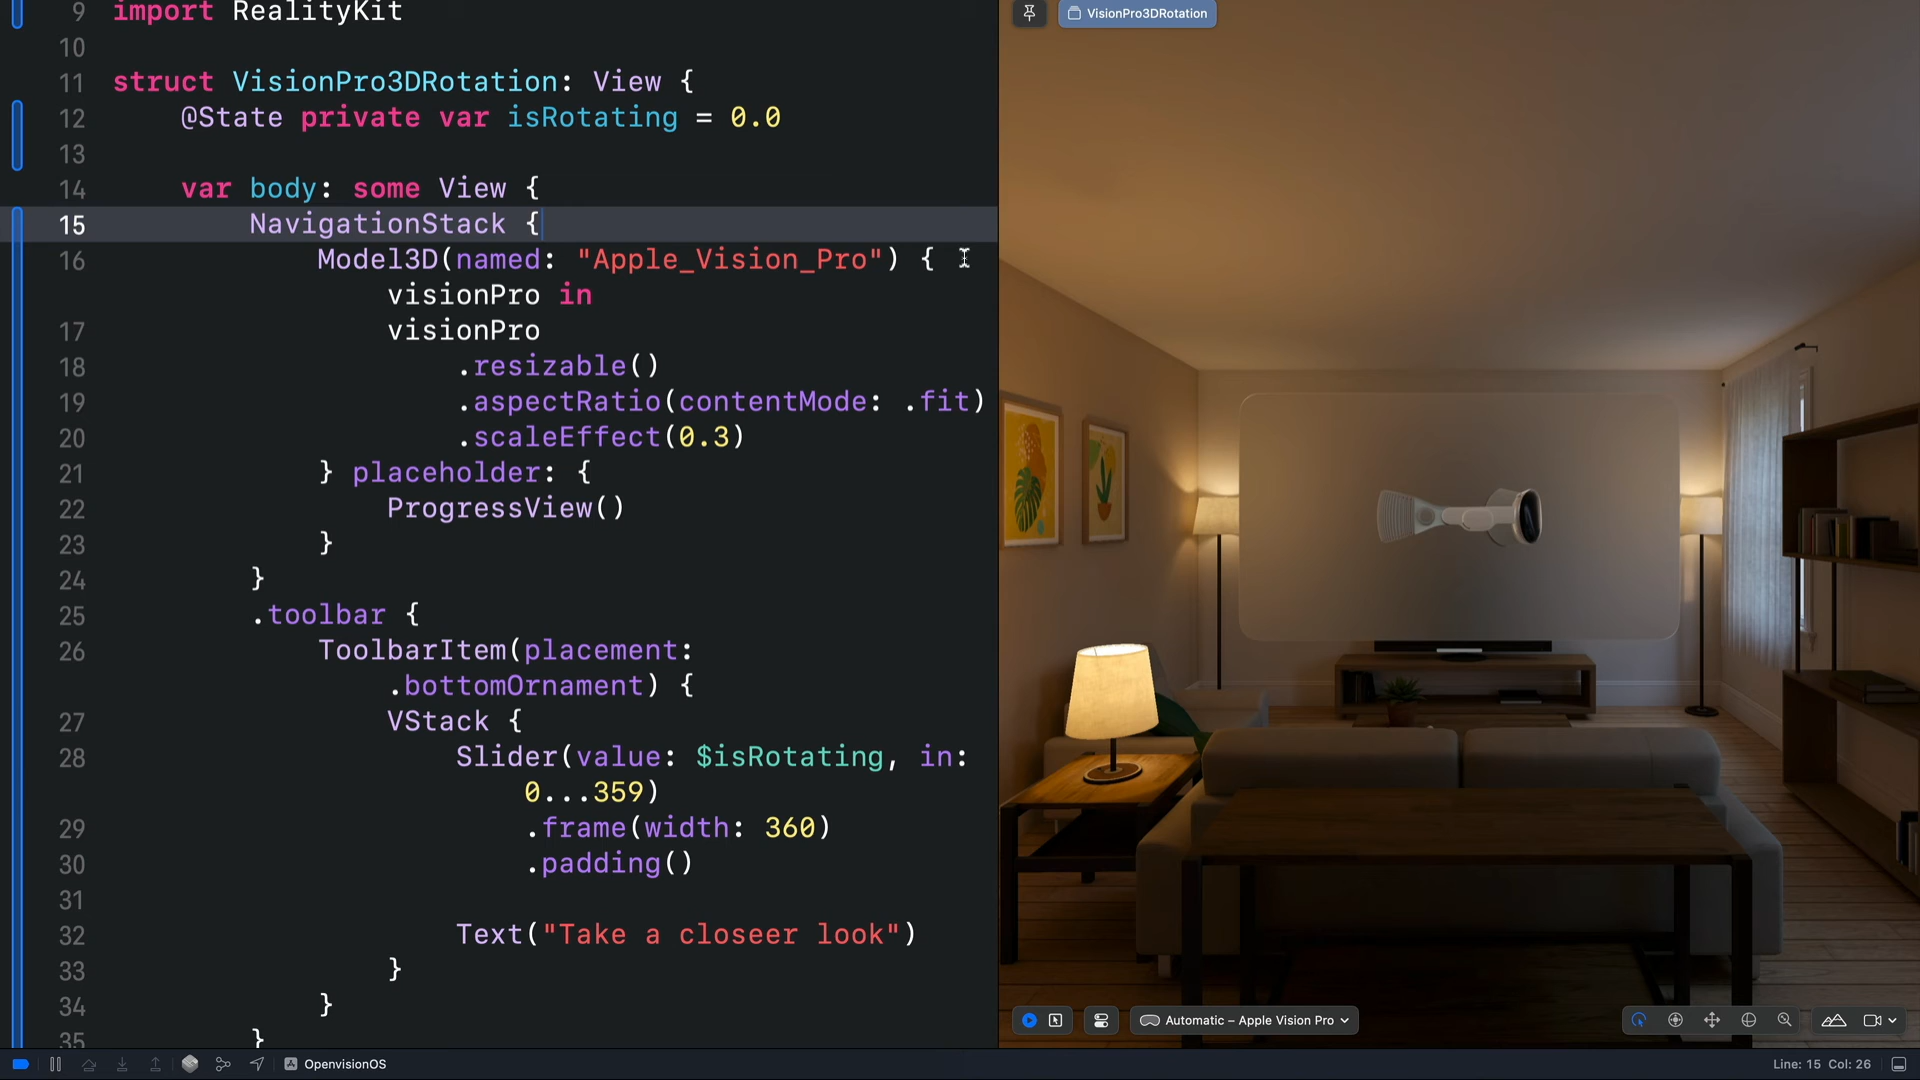 9 import RealityKit
VisionPro3DRotation
10
11 struct VisionPro3DRotation: View {
12 @State private var isRotating = 0.0
13
14 var body: some View {
15 NavigationStack {
16 Model3D(named: "Apple_Vision_Pro") {
visionPro in
17 visionPro
18 .resizable()
19 .aspectRatio(contentMode: .fit)
20 .scaleEffect(0.3)
21 } placeholder: {
22 ProgressView()
23 }
24 }
25 .toolbar {
26 ToolbarItem(placement:
.bottomOrnament) {
27 VStack {
28 Slider(value: $isRotating, in:
0...359)
29 .frame(width: 360)
30 .padding()
31
32 Text("Take a closeer look")
33 }
34 }
35 }
Automatic – Apple Vision Pro
OpenvisionOS
Line: 15 Col: 26